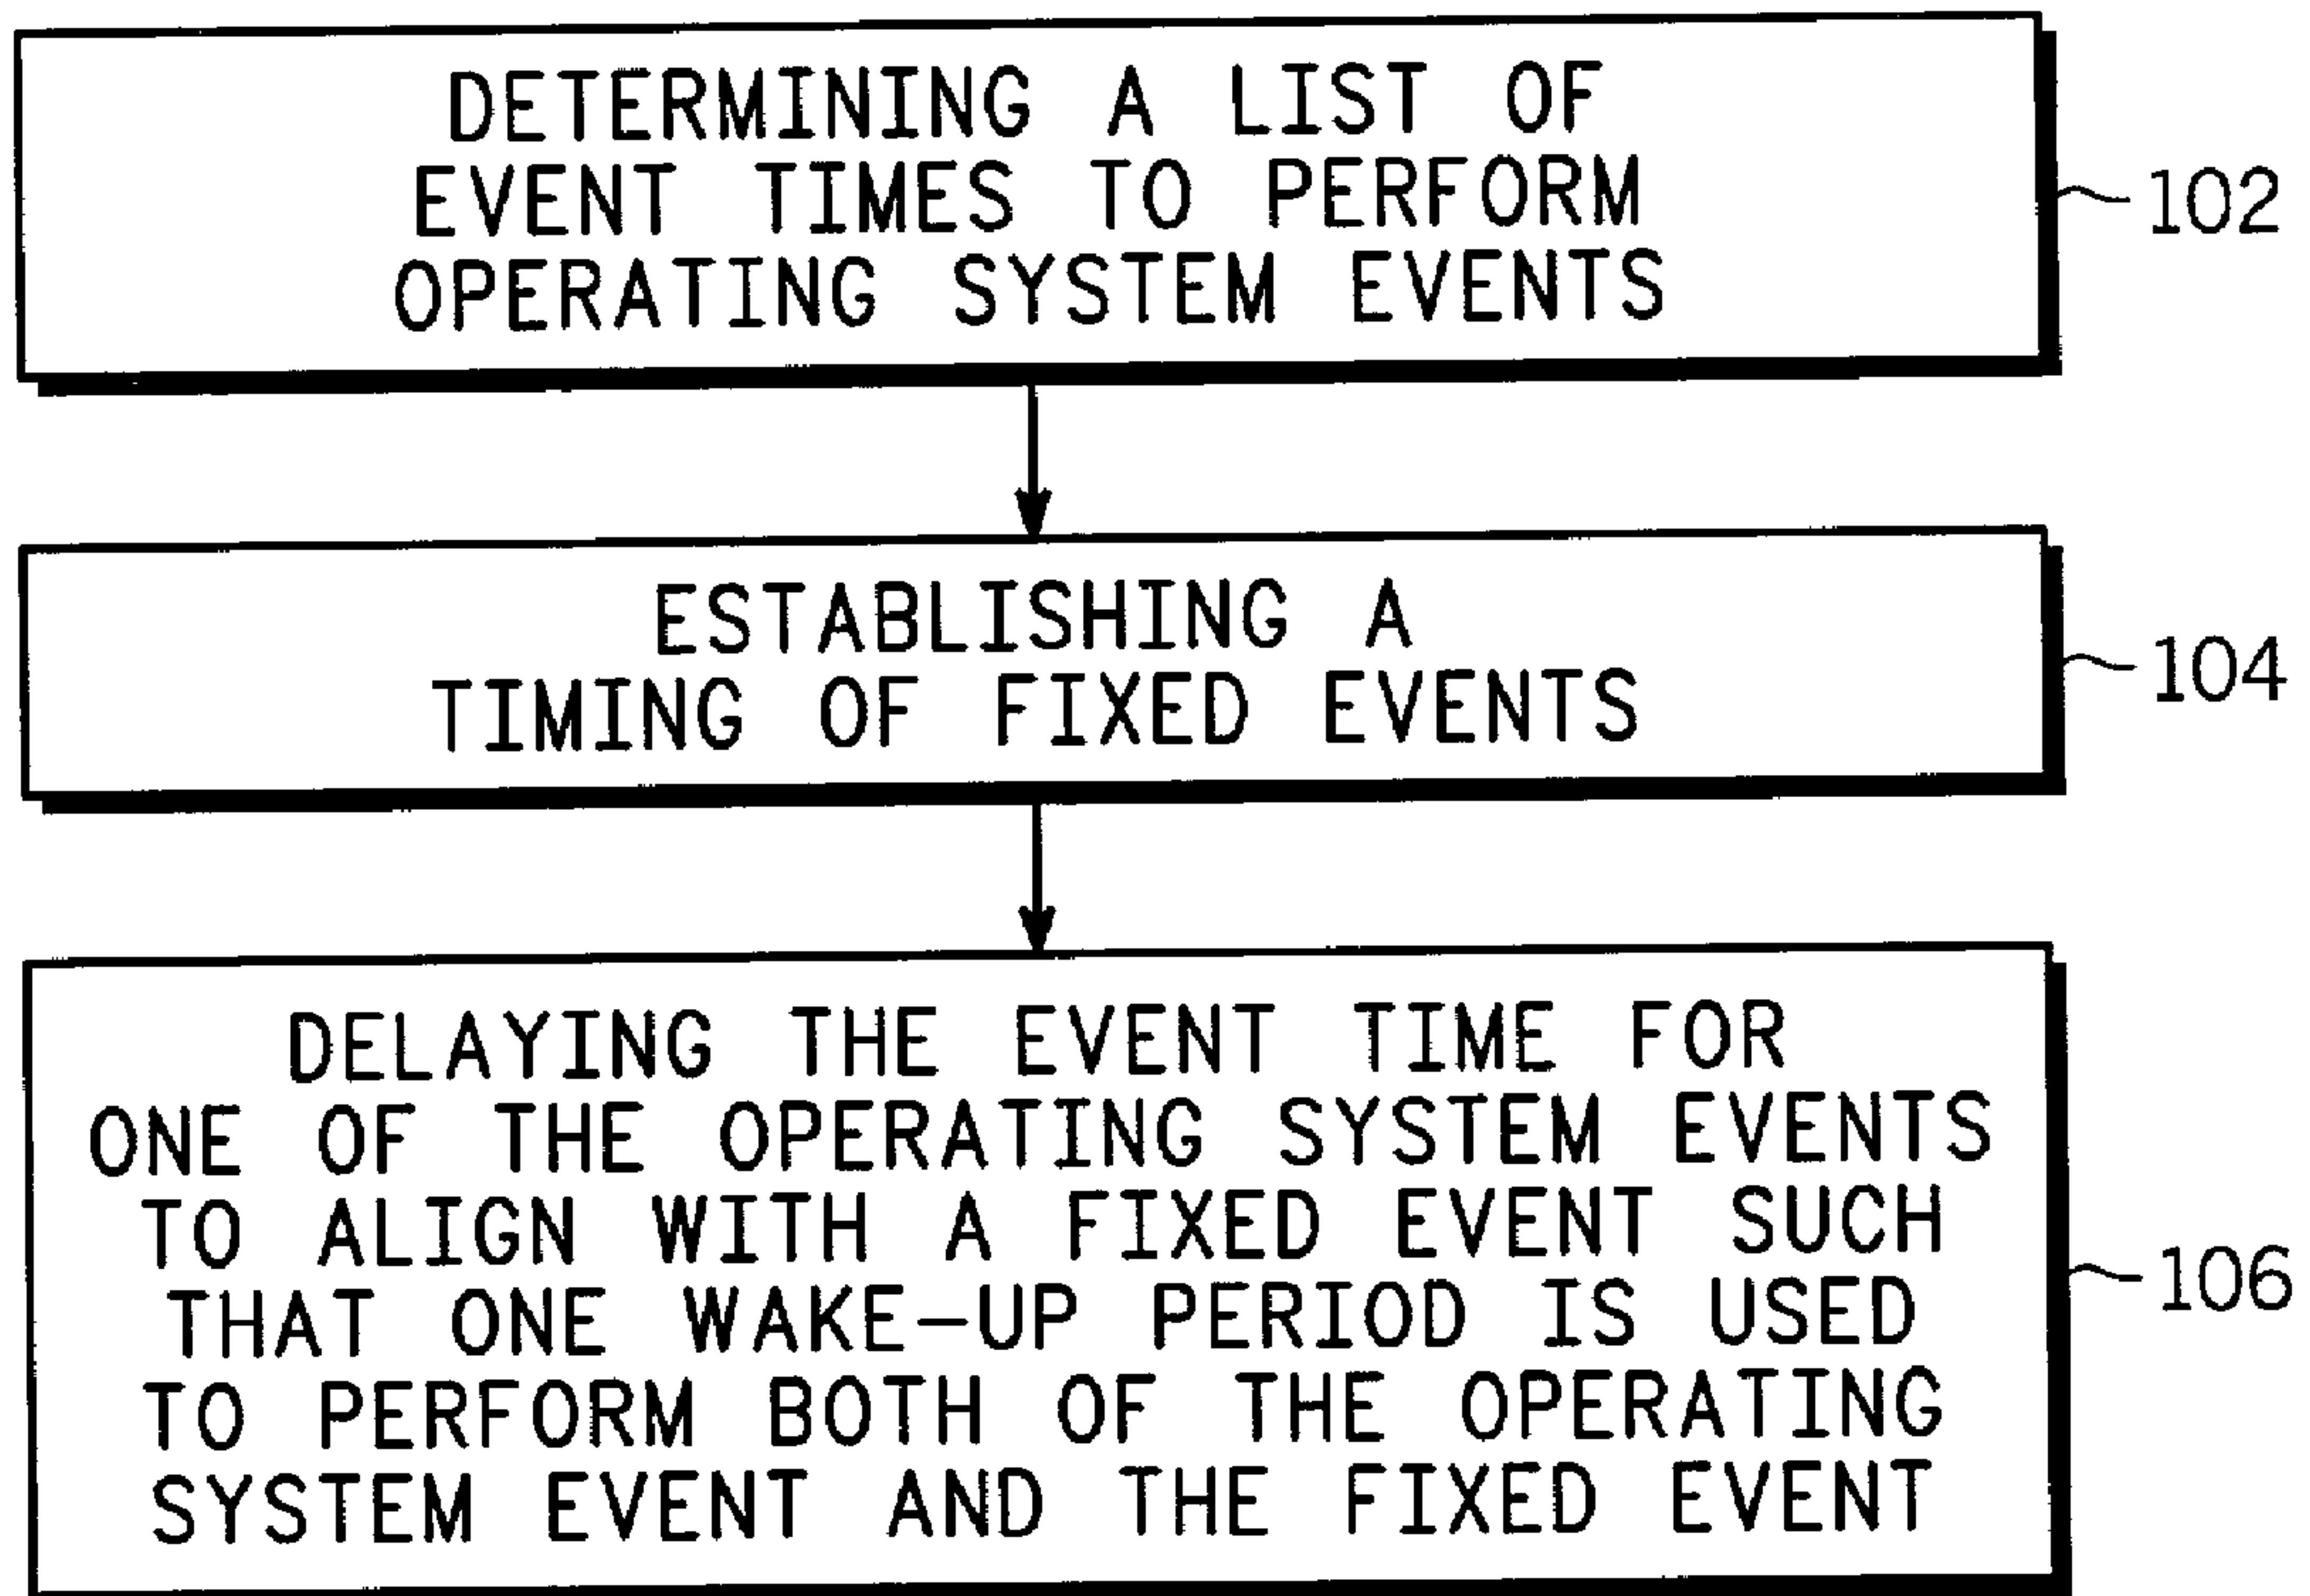 DETERMINING A LIST OF
EVENT TIMES TO PERFORM
OPERATING SYSTEM EVENTS
102
ESTABLISHING A
TIMING OF FIXED EVENTS
104
DELAYING THE EVENT TIME FOR
ONE OF THE OPERATING SYSTEM EVENTS
TO ALIGN WITH A FIXED EVENT SUCH
THAT ONE WAKE-UP PERIOD IS USED
TO PERFORM BOTH OF THE OPERATING
SYSTEM EVENT AND THE FIXED EVENT
106